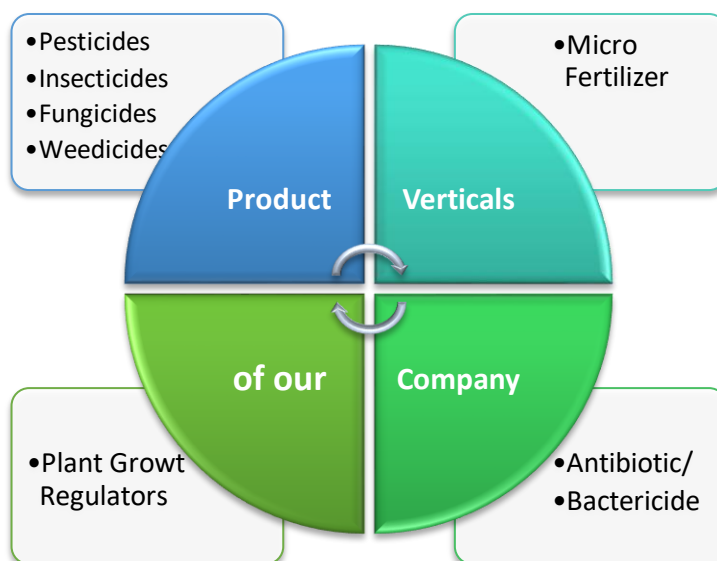 •Pesticides
•Insecticides
•Fungicides
•Weedicides
•Micro
Fertilizer
Product
Verticals
of our
Company
•Plant Growt
Regulators
•Antibiotic/
•Bactericide